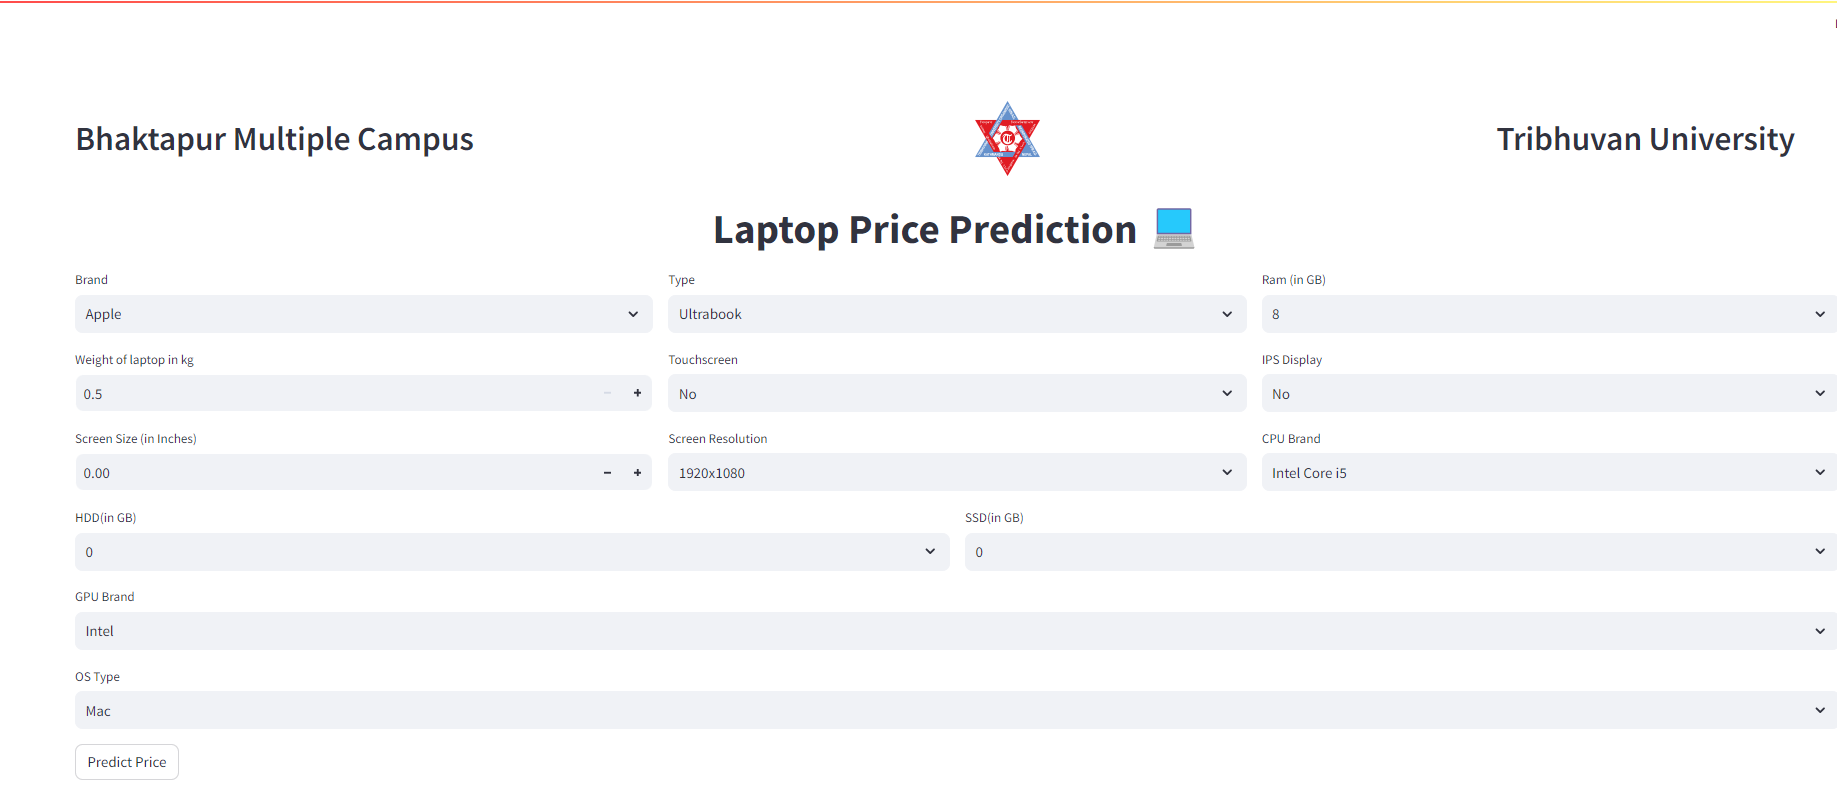 Bhaktapur Multiple Campus
Tribhuvan University
Laptop Price Prediction
Brand Type Ram (in GB)
Apple Ultrabook 8
Weight of laptop in kg Touchscreen IPS Display
0.5 − + No No
Screen Size (in Inches) Screen Resolution CPU Brand
0.00 − + 1920x1080 Intel Core i5
HDD(in GB) SSD(in GB)
0 0
GPU Brand
Intel
OS Type
Mac
Predict Price